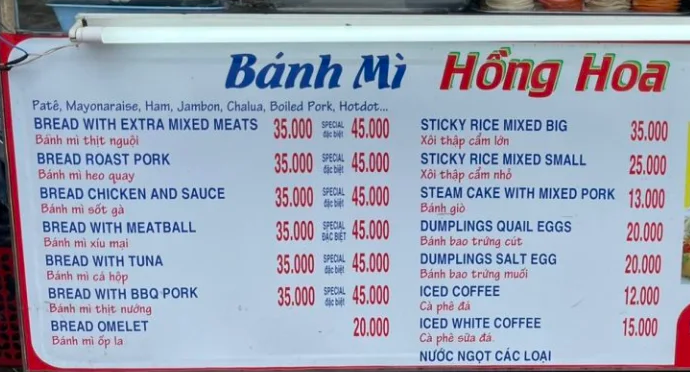 Bánh Mì Hồng Hoa
Patê, Mayonaraise, Ham, Jambon, Chalua, Boiled Pork, Hotdot...
BREAD WITH EXTRA MIXED MEATS 35.000 SPECIAL 45.000
Bánh mì thịt nguội đặc biệt
BREAD ROAST PORK 35.000 SPECIAL 45.000
Bánh mì heo quay đặc biệt
BREAD CHICKEN AND SAUCE 35.000 SPECIAL 45.000
Bánh mì sốt gà đặc biệt
BREAD WITH MEATBALL 35.000 SPECIAL 45.000
Bánh mì xíu mại ĐẶC BIỆT
BREAD WITH TUNA 35.000 SPECIAL 45.000
Bánh mì cá hộp đặc biệt
BREAD WITH BBQ PORK 35.000 SPECIAL 45.000
Bánh mì thịt nướng đặc biệt
BREAD OMELET 20.000
Bánh mì ốp la
STICKY RICE MIXED BIG 35.000
Xôi thập cẩm lớn
STICKY RICE MIXED SMALL 25.000
Xôi thập cẩm nhỏ
STEAM CAKE WITH MIXED PORK 13.000
Bánh giò
DUMPLINGS QUAIL EGGS 20.000
Bánh bao trứng cút
DUMPLINGS SALT EGG 20.000
Bánh bao trứng muối
ICED COFFEE 12.000
Cà phê đá
ICED WHITE COFFEE 15.000
Cà phê sữa đá
NƯỚC NGỌT CÁC LOẠI